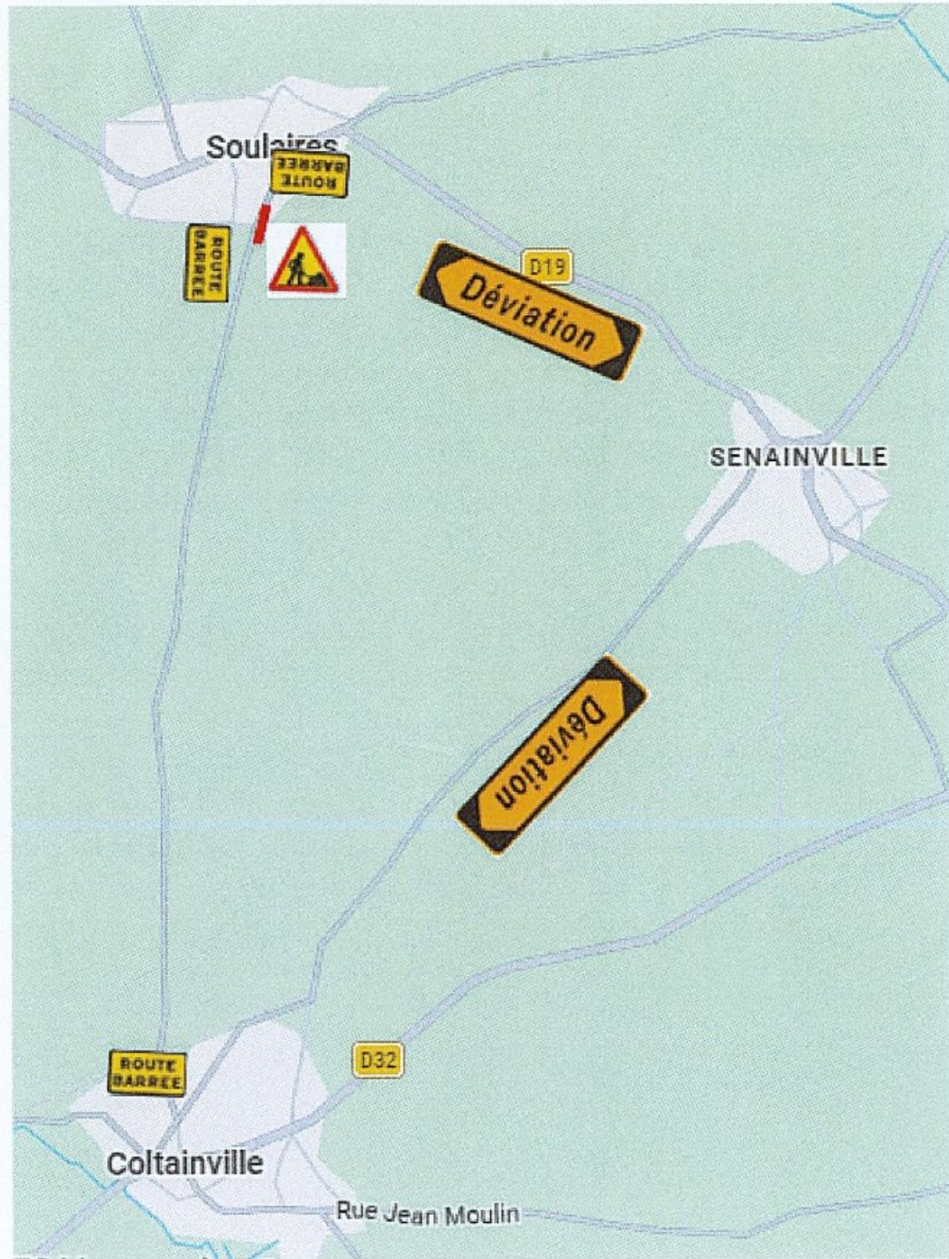 Soulaires
ROUTE
BARREE
ROUTE
BARREE
D19
Déviation
SENAINVILLE
Déviation
ROUTE
BARREE
D32
Coltainville
Rue Jean Moulin